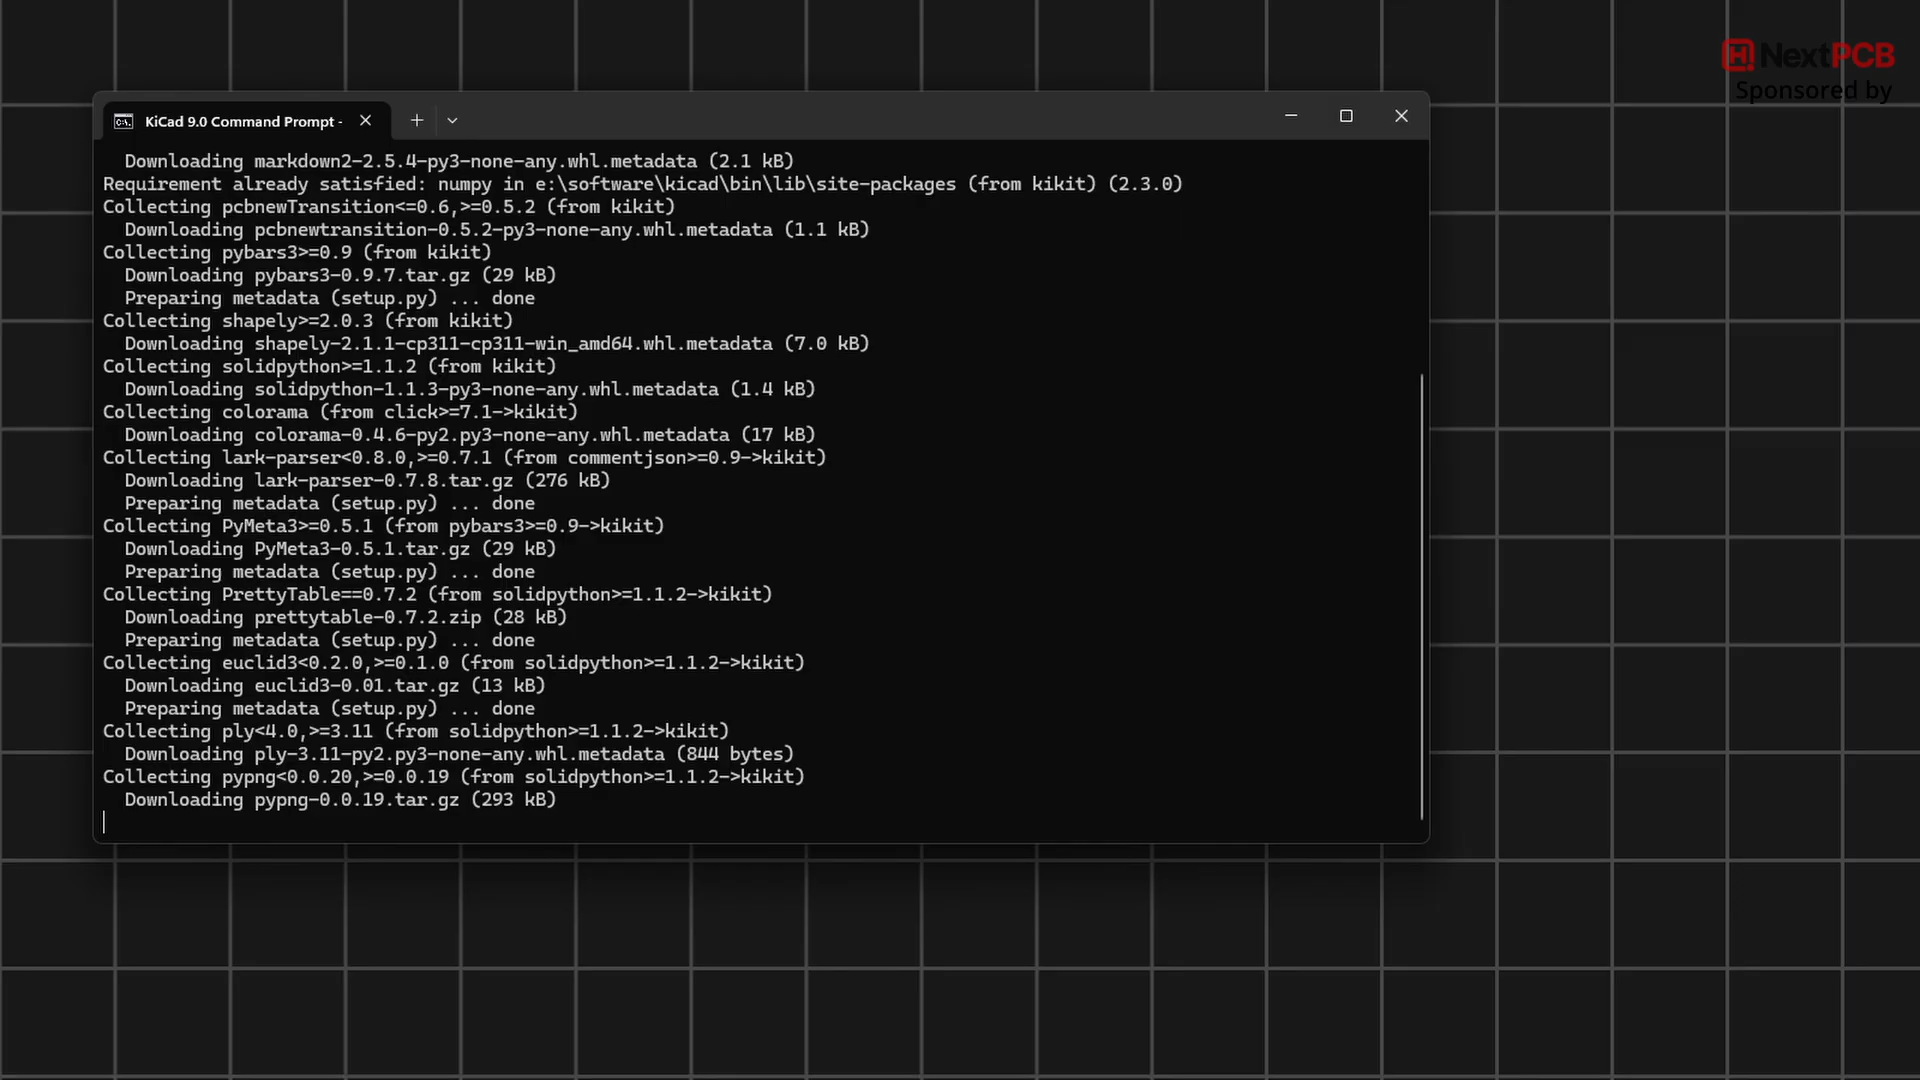 NextPCB
Sponsored by
KiCad 9.0 Command Prompt -
Downloading markdown2-2.5.4-py3-none-any.whl.metadata (2.1 kB)
Requirement already satisfied: numpy in e:\software\kicad\bin\lib\site-packages (from kikit) (2.3.0)
Collecting pcbnewTransition<=0.6,>=0.5.2 (from kikit)
Downloading pcbnewtransition-0.5.2-py3-none-any.whl.metadata (1.1 kB)
Collecting pybars3>=0.9 (from kikit)
Downloading pybars3-0.9.7.tar.gz (29 kB)
Preparing metadata (setup.py) ... done
Collecting shapely>=2.0.3 (from kikit)
Downloading shapely-2.1.1-cp311-cp311-win_amd64.whl.metadata (7.0 kB)
Collecting solidpython>=1.1.2 (from kikit)
Downloading solidpython-1.1.3-py3-none-any.whl.metadata (1.4 kB)
Collecting colorama (from click>=7.1->kikit)
Downloading colorama-0.4.6-py2.py3-none-any.whl.metadata (17 kB)
Collecting lark-parser<0.8.0,>=0.7.1 (from commentjson>=0.9->kikit)
Downloading lark-parser-0.7.8.tar.gz (276 kB)
Preparing metadata (setup.py) ... done
Collecting PyMeta3>=0.5.1 (from pybars3>=0.9->kikit)
Downloading PyMeta3-0.5.1.tar.gz (29 kB)
Preparing metadata (setup.py) ... done
Collecting PrettyTable==0.7.2 (from solidpython>=1.1.2->kikit)
Downloading prettytable-0.7.2.zip (28 kB)
Preparing metadata (setup.py) ... done
Collecting euclid3<0.2.0,>=0.1.0 (from solidpython>=1.1.2->kikit)
Downloading euclid3-0.01.tar.gz (13 kB)
Preparing metadata (setup.py) ... done
Collecting ply<4.0,>=3.11 (from solidpython>=1.1.2->kikit)
Downloading ply-3.11-py2.py3-none-any.whl.metadata (844 bytes)
Collecting pypng<0.0.20,>=0.0.19 (from solidpython>=1.1.2->kikit)
Downloading pypng-0.0.19.tar.gz (293 kB)